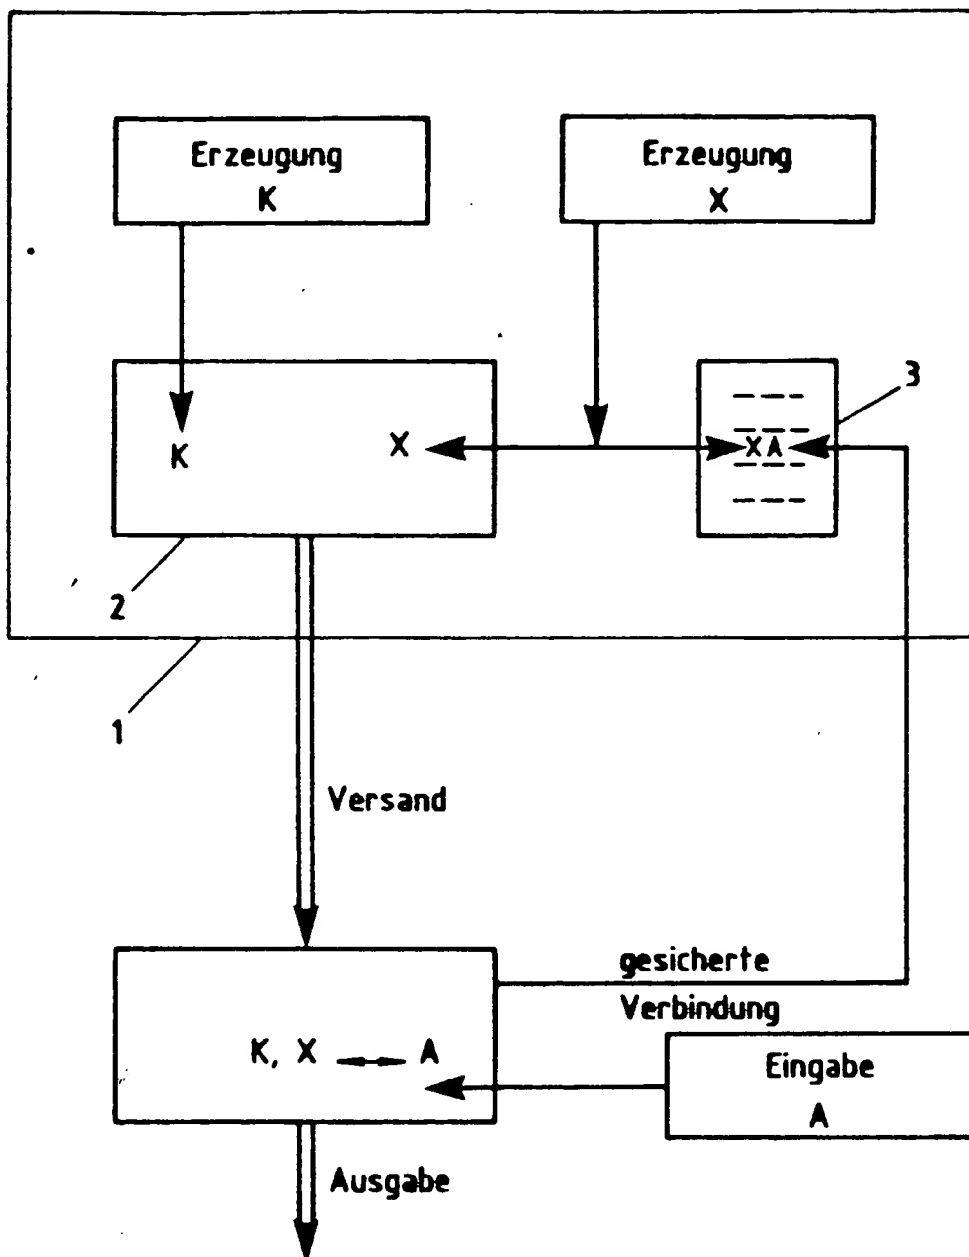 Erzeugung
K
Erzeugung
X
3
K
X
XA
2
1
Versand
gesicherte
Verbindung
K, X
A
Eingabe
A
Ausgabe